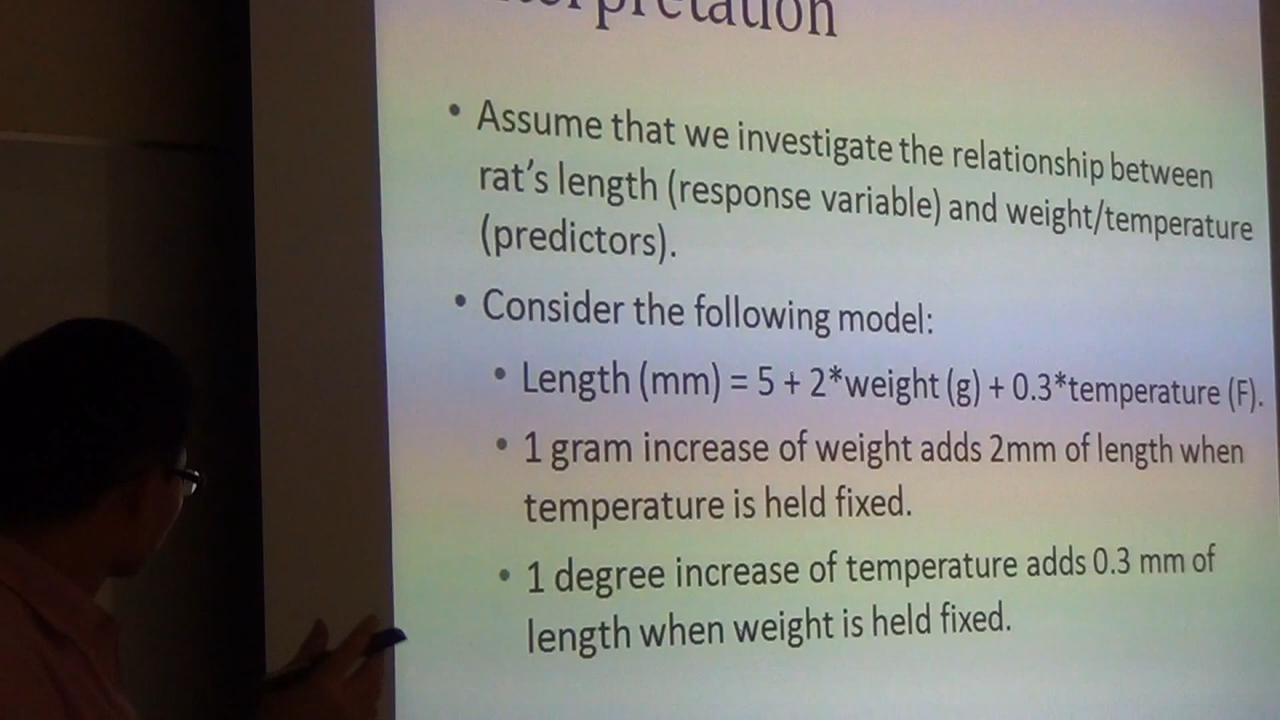 • Assume that we investigate the relationship between
rat's length (response variable) and weight/temperature
(predictors).
• Consider the following model:
• Length (mm) = 5 + 2*weight (g) + 0.3*temperature (F).
• 1 gram increase of weight adds 2mm of length when
temperature is held fixed.
• 1 degree increase of temperature adds 0.3 mm of
length when weight is held fixed.